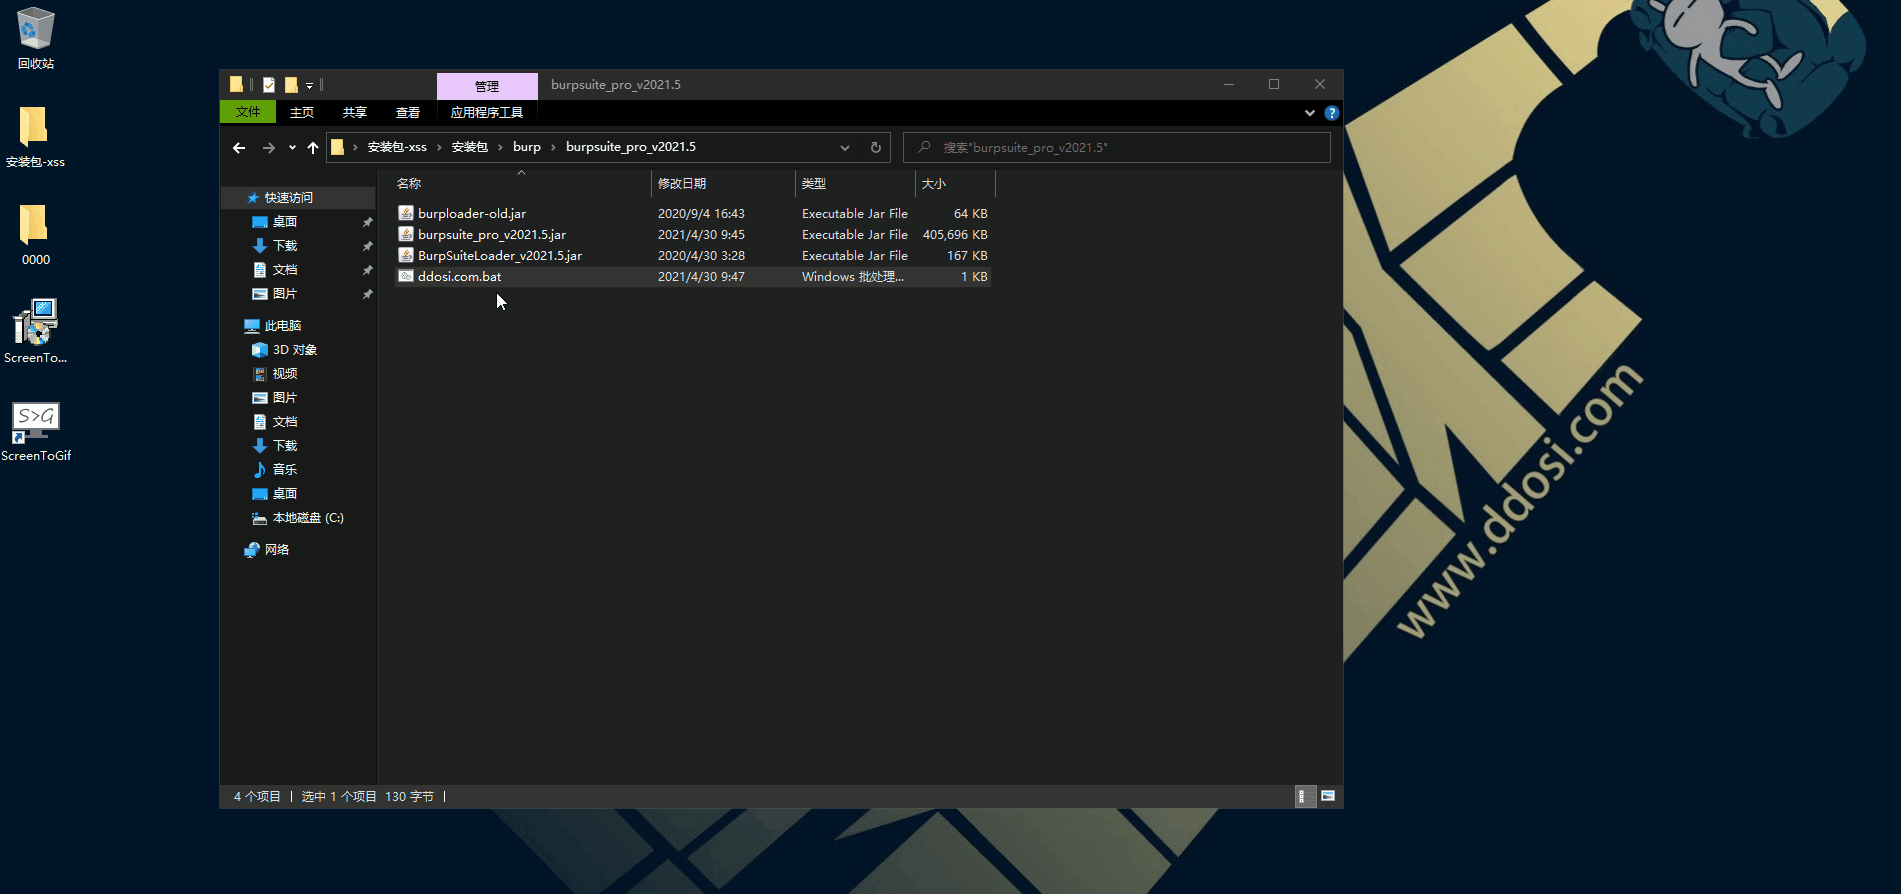 回收站
安装包-xss
0000
ScreenTo...
ScreenToGif
管理
burpsuite_pro_v2021.5
文件 主页 共享 查看 应用程序工具
安装包-xss › 安装包 › burp › burpsuite_pro_v2021.5
搜索"burpsuite_pro_v2021.5"
名称 修改日期 类型 大小
burploader-old.jar 2020/9/4 16:43 Executable Jar File 64 KB
burpsuite_pro_v2021.5.jar 2021/4/30 9:45 Executable Jar File 405,696 KB
BurpSuiteLoader_v2021.5.jar 2020/4/30 3:28 Executable Jar File 167 KB
ddosi.com.bat 2021/4/30 9:47 Windows 批处理... 1 KB
快速访问
桌面
下载
文档
图片
此电脑
3D 对象
视频
图片
文档
下载
音乐
桌面
本地磁盘 (C:)
网络
4 个项目 选中 1 个项目 130 字节
www.ddosi.com